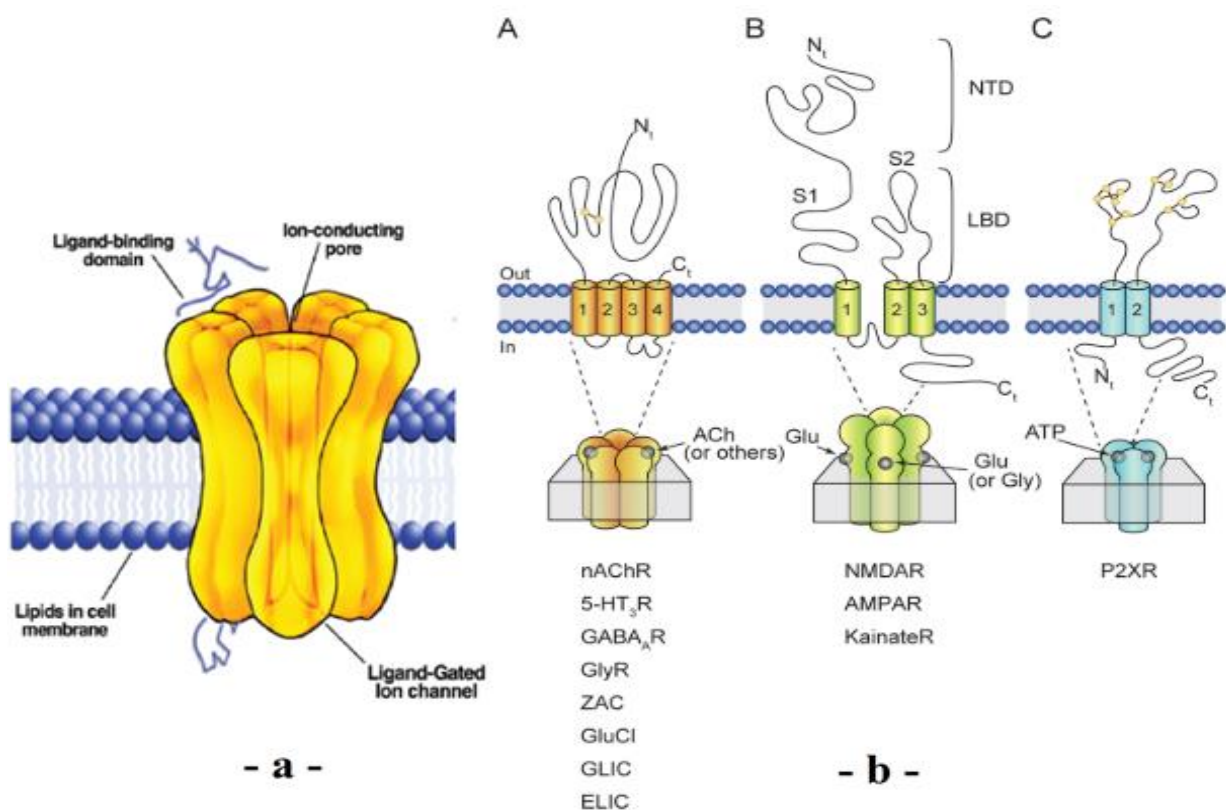 Ligand-binding
domain
Ion-conducting
pore
Lipids in cell
membrane
Ligand-Gated
Ion channel
- a -
A
Nt
Out
In
Ct
1 2 3 4
ACh
(or others)
nAChR
5-HT3R
GABAAR
GlyR
ZAC
GluCl
GLIC
ELIC
B
Nt
NTD
S1
S2
LBD
1 2 3
Ct
Glu
Glu
(or Gly)
NMDAR
AMPAR
KainateR
- b -
C
1 2
Nt
Ct
ATP
P2XR